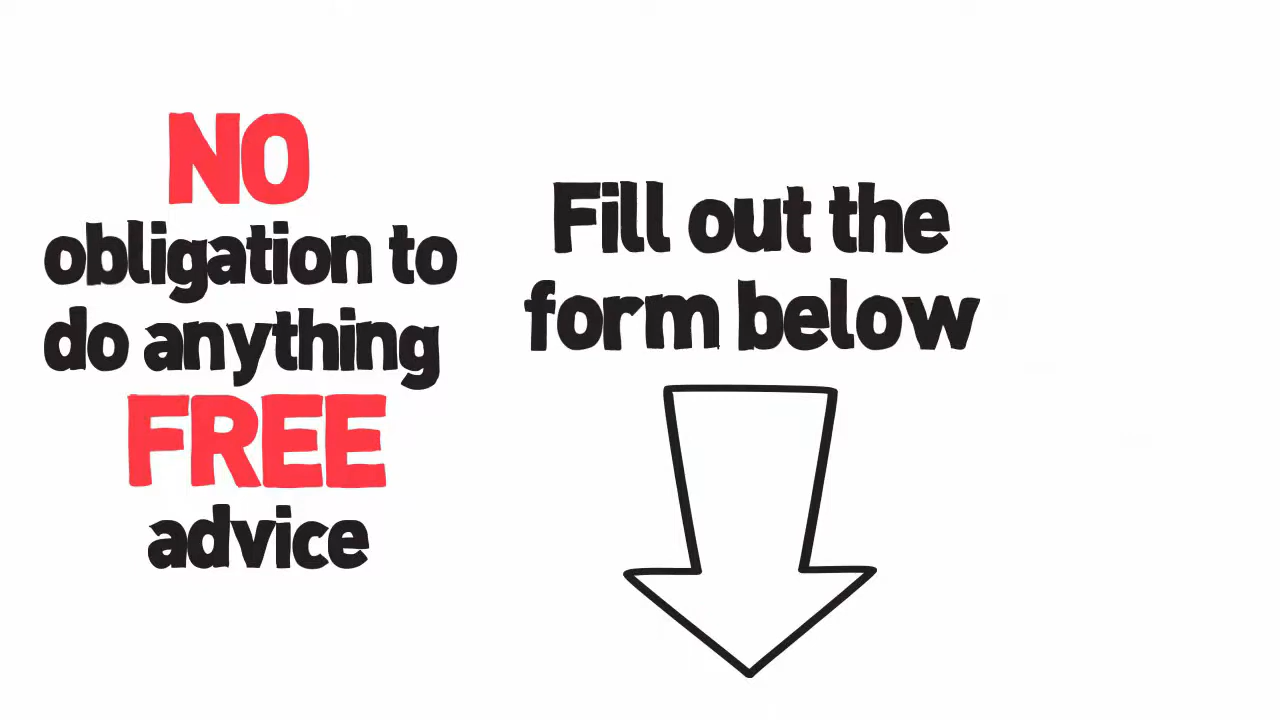 NO
obligation to
do anything
FREE
advice
Fill out the
form below